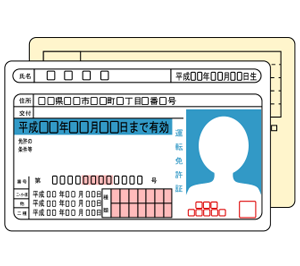 氏名 □ □ □ □ 平成□□年□□月□□日生
住所 □□県□□市□□町□丁目□番□号
交付
平成□□年□□月□□日まで有効
免許の
条件等
運転免許証
番号 第 □□□□□□□□□□□□ 号
二・小・原 平成 □□年 □□月 □□日
他 平成 □□年 □□月 □□日
二種 平成 □□年 □□月 □□日
種類